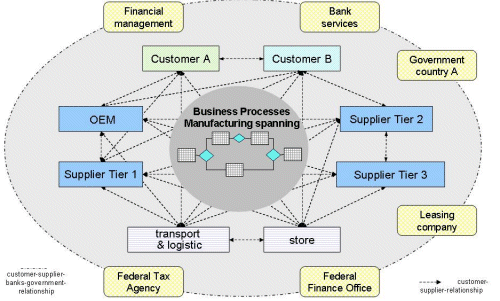 Financial
management
Bank
services
Customer A
Customer B
Government
country A
Business Processes
Manufacturing spanning
OEM
Supplier Tier 2
Supplier Tier 1
Supplier Tier 3
Leasing
company
transport
& logistic
store
customer-supplier-
banks-government-
relationship
Federal Tax
Agency
Federal
Finance Office
customer-
supplier-relationship